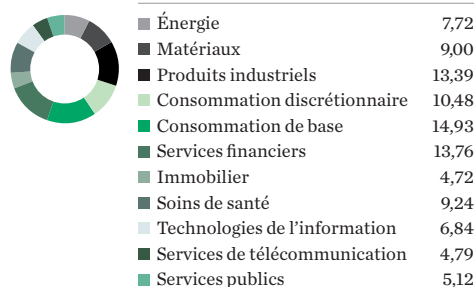 Énergie 7,72
Matériaux 9,00
Produits industriels 13,39
Consommation discrétionnaire 10,48
Consommation de base 14,93
Services financiers 13,76
Immobilier 4,72
Soins de santé 9,24
Technologies de l'information 6,84
Services de télécommunication 4,79
Services publics 5,12